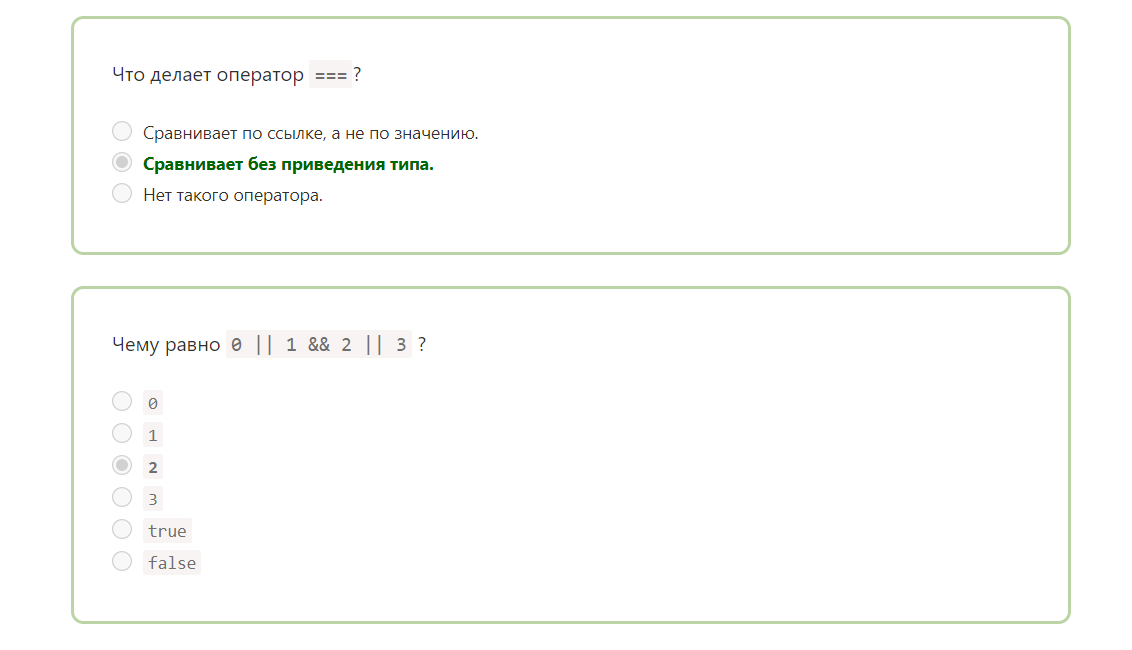 Что делает оператор ===?
Сравнивает по ссылке, а не по значению.
Сравнивает без приведения типа.
Нет такого оператора.
Чему равно 0 || 1 && 2 || 3 ?
0
1
2
3
true
false